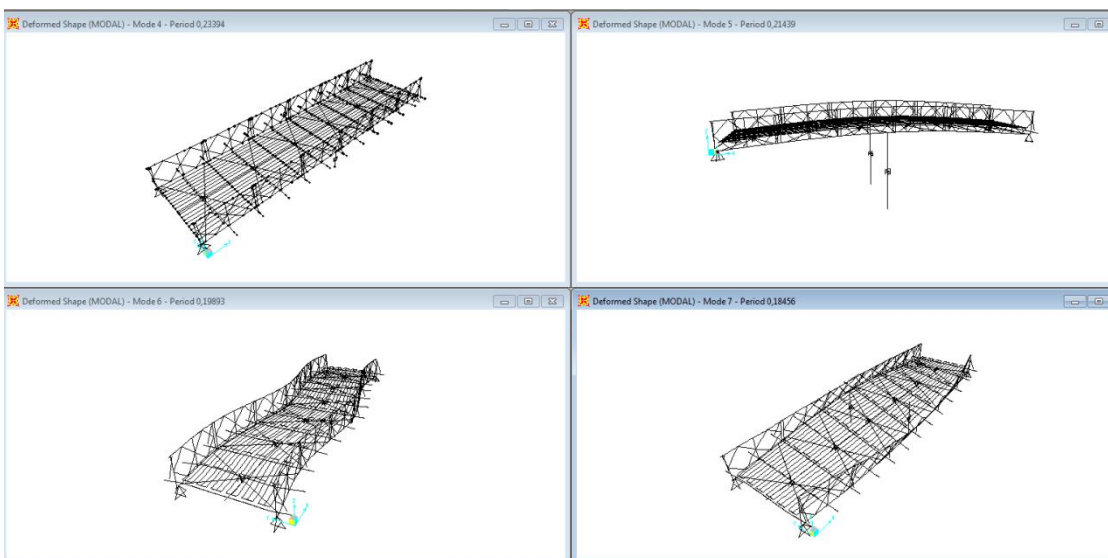 Deformed Shape (MODAL) - Mode 4 - Period 0,23394
Deformed Shape (MODAL) - Mode 5 - Period 0,21439
Deformed Shape (MODAL) - Mode 6 - Period 0,19893
Deformed Shape (MODAL) - Mode 7 - Period 0,18456